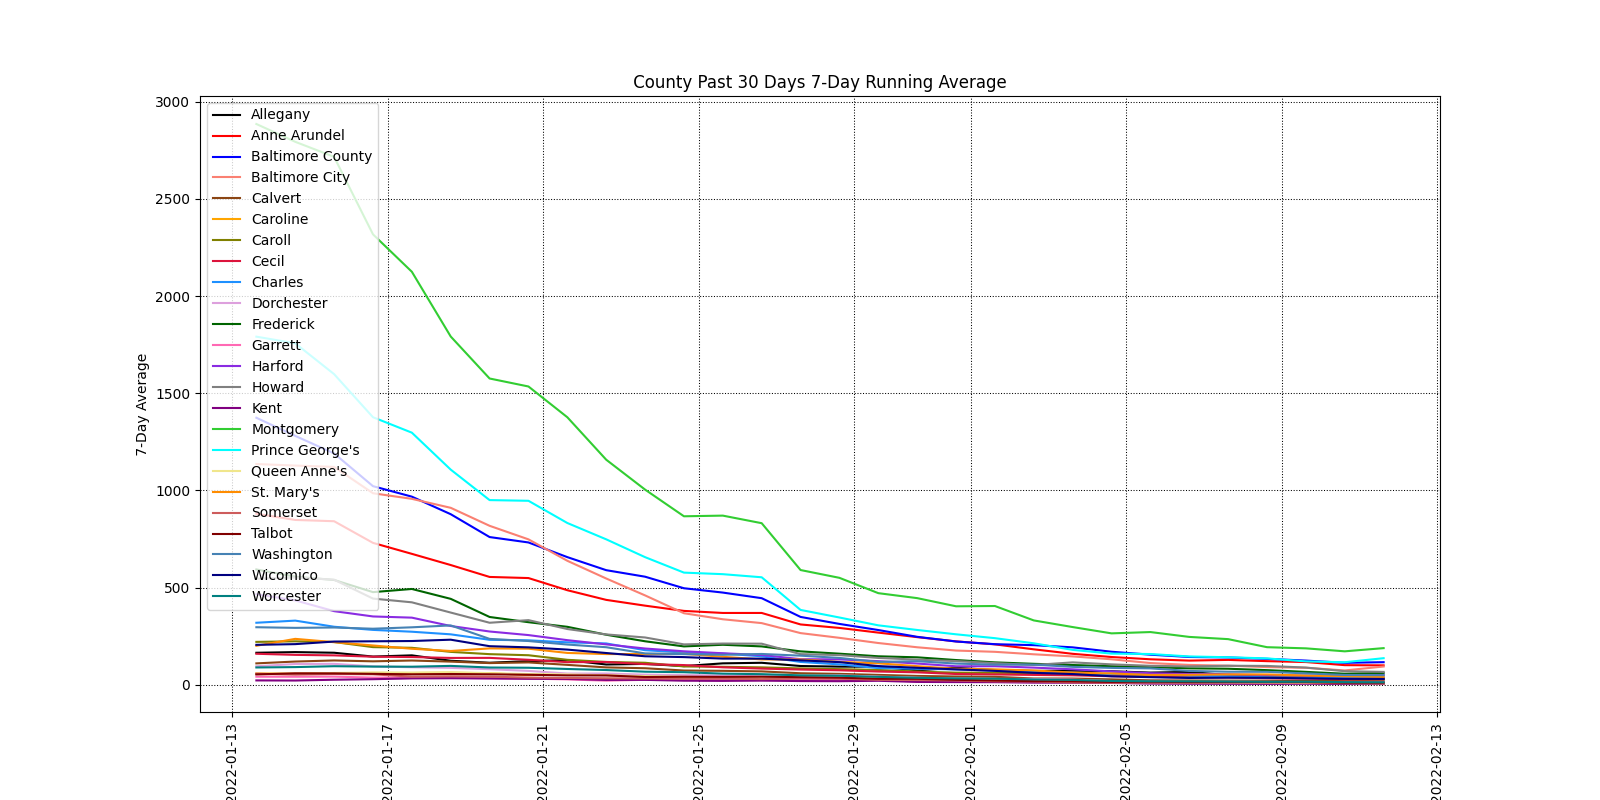 County Past 30 Days 7-Day Running Average
3000
2500
2000
1500
1000
500
0
7-Day Average
Allegany
Anne Arundel
Baltimore County
Baltimore City
Calvert
Caroline
Caroll
Cecil
Charles
Dorchester
Frederick
Garrett
Harford
Howard
Kent
Montgomery
Prince George's
Queen Anne's
St. Mary's
Somerset
Talbot
Washington
Wicomico
Worcester
2022-01-13
2022-01-17
2022-01-21
2022-01-25
2022-01-29
2022-02-01
2022-02-05
2022-02-09
2022-02-13